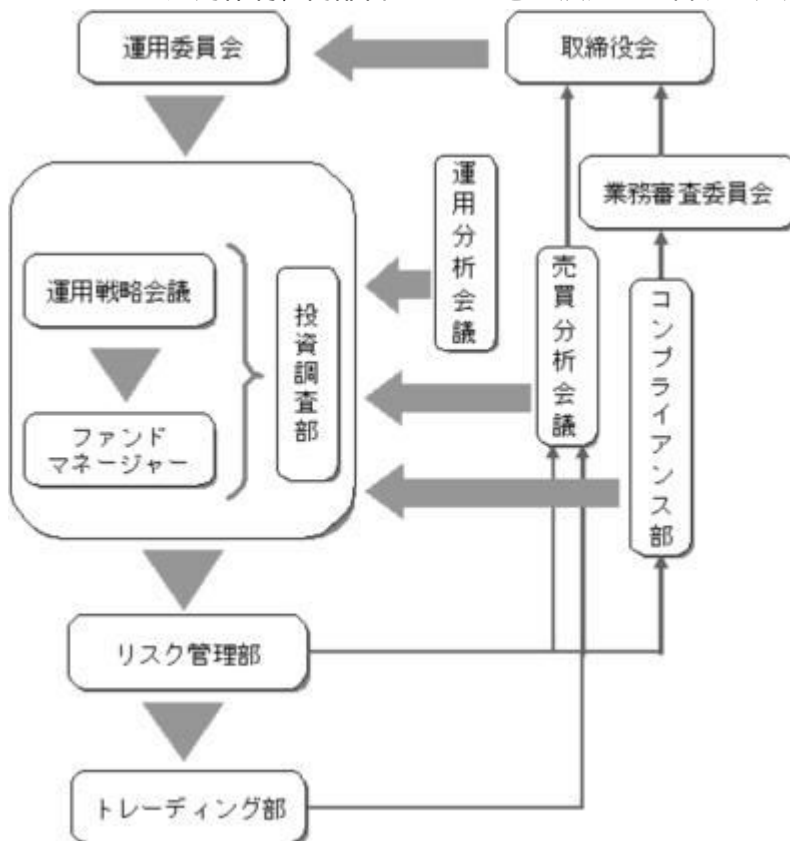 運用委員会
取締役会
業務審査委員会
運用分析会議
売買分析会議
コンプライアンス部
運用戦略会議
投資調査部
ファンド
マネージャー
リスク管理部
トレーディング部